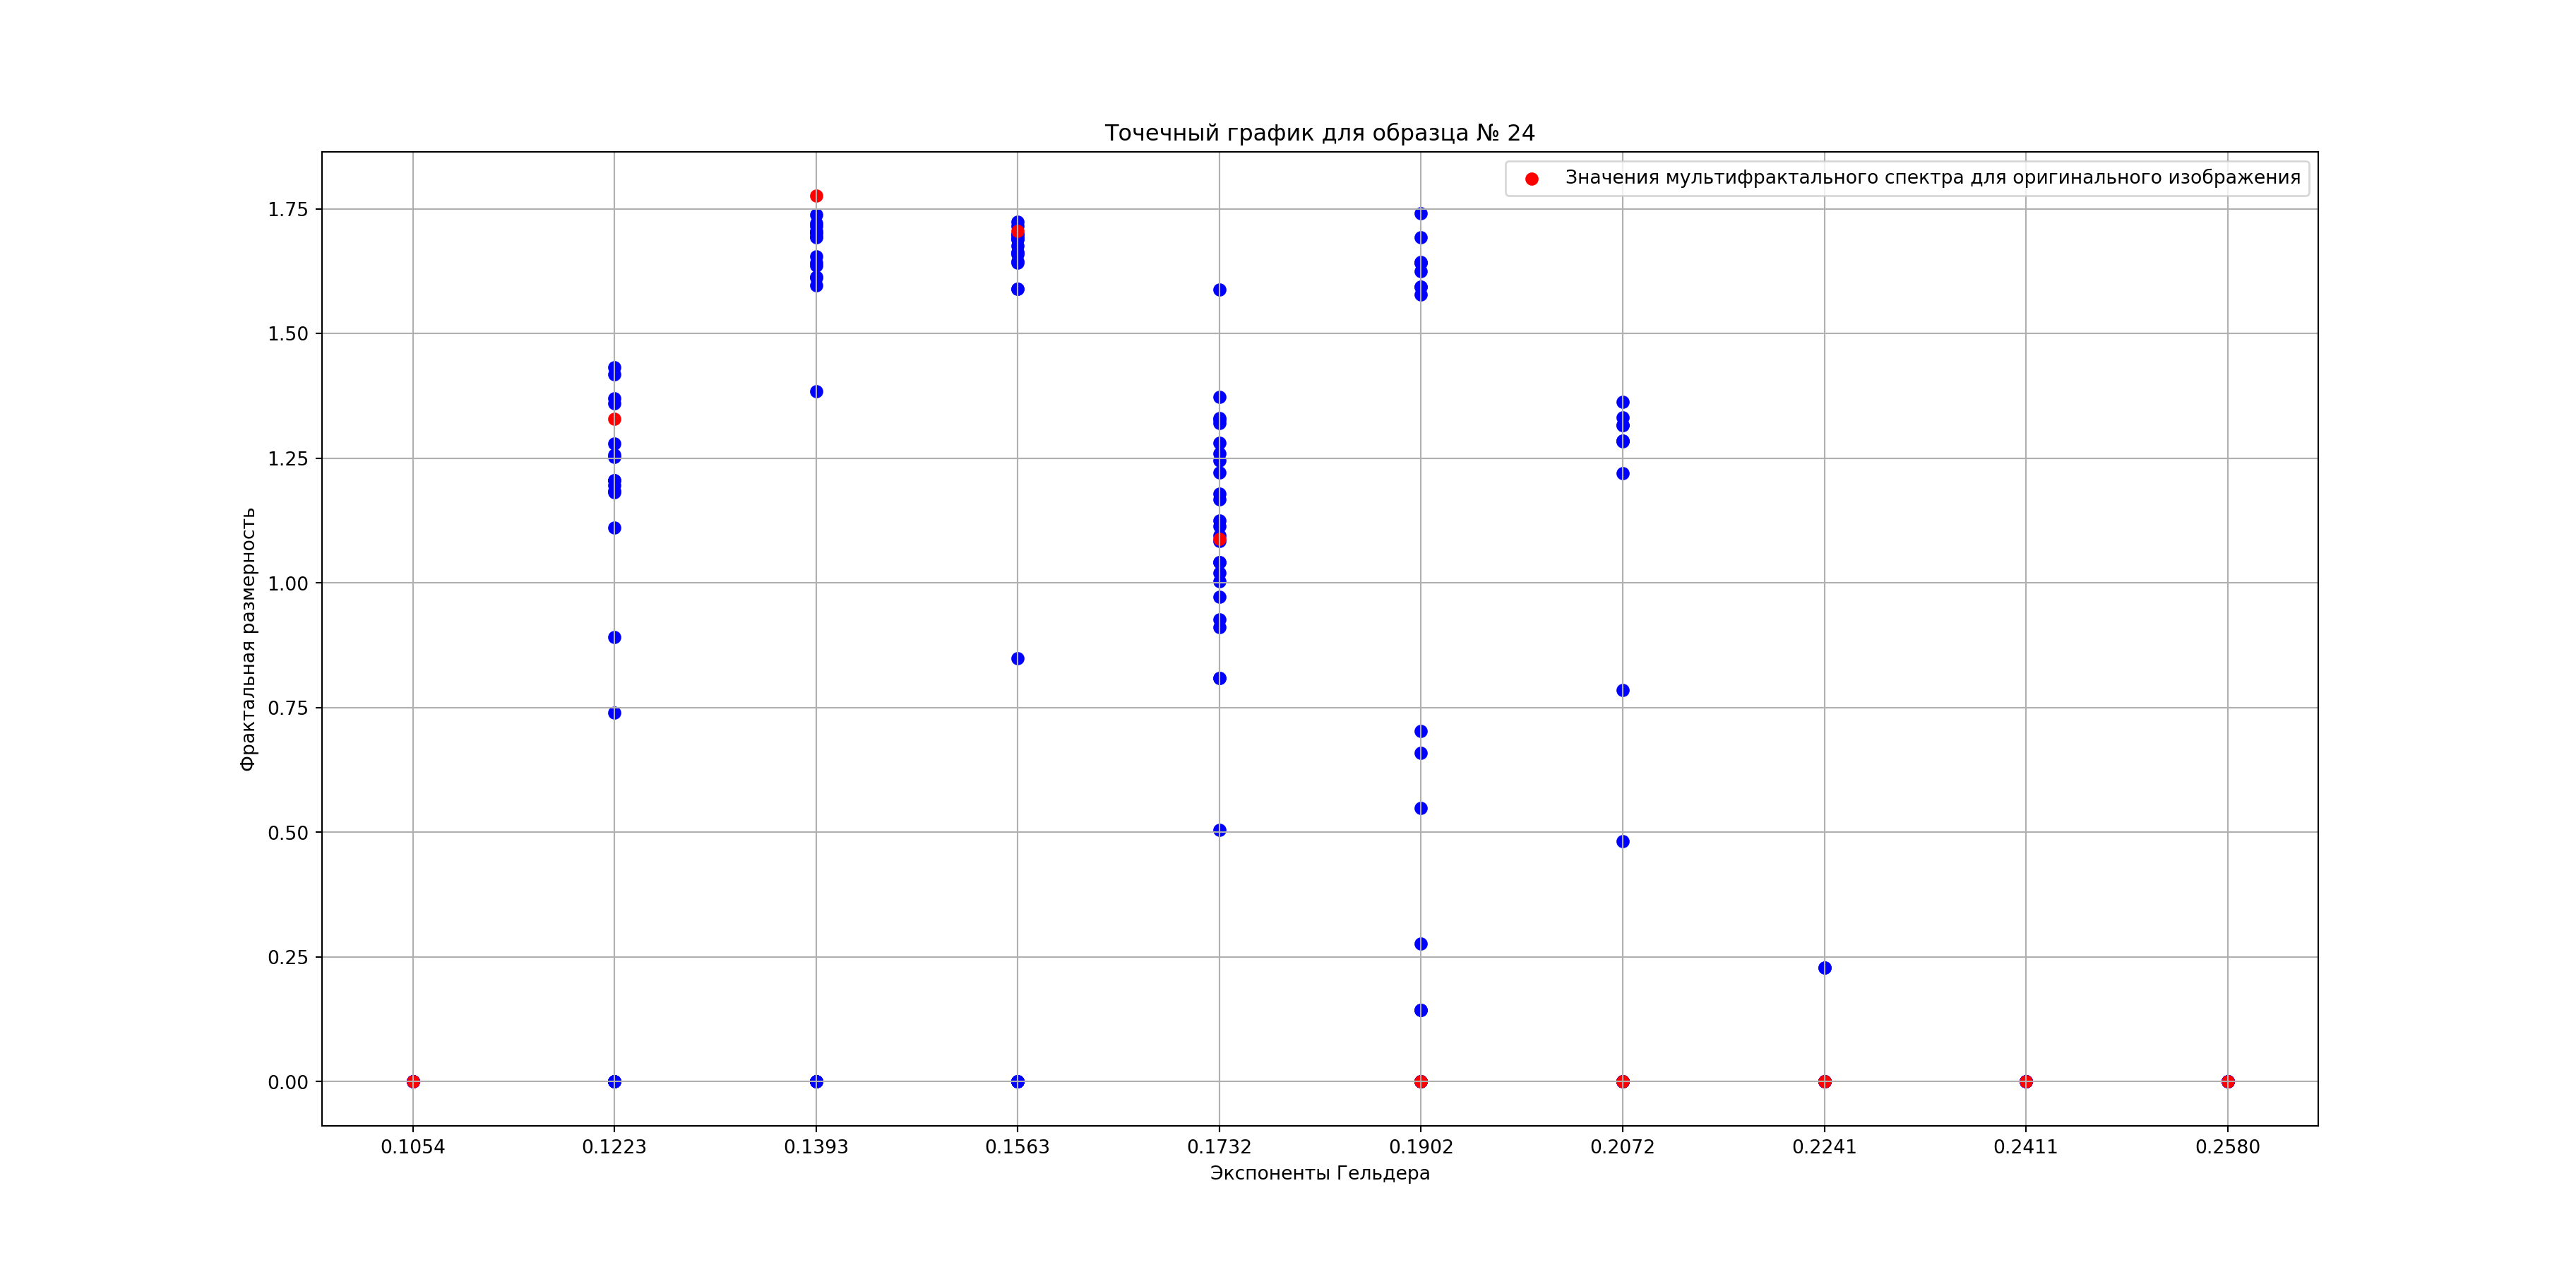 Точечный график для образца № 24
Значения мультифрактального спектра для оригинального изображения
Фрактальная размерность
1.75
1.50
1.25
1.00
0.75
0.50
0.25
0.00
0.1054 0.1223 0.1393 0.1563 0.1732 0.1902 0.2072 0.2241 0.2411 0.2580
Экспоненты Гельдера